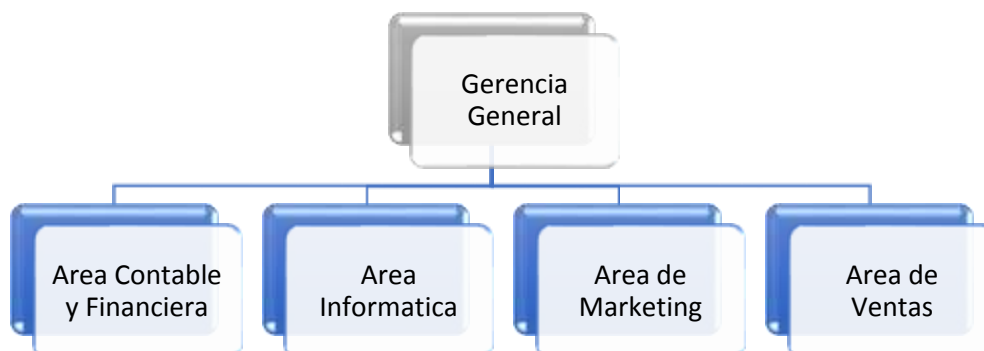 Gerencia
General
Area Contable
y Financiera
Area
Informatica
Area de
Marketing
Area de
Ventas